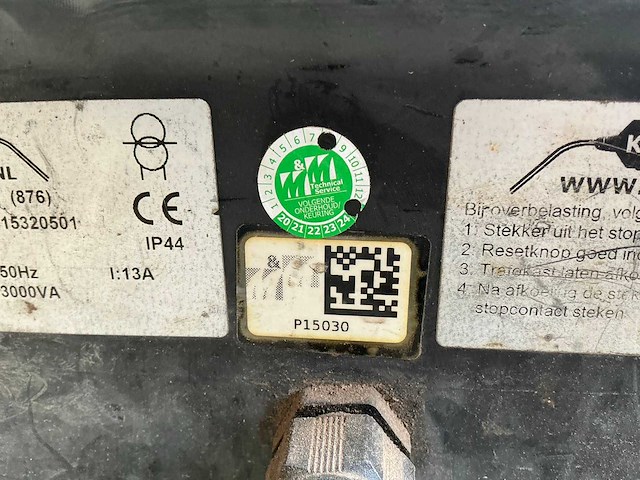 NL
(876)
15320501
CE
IP44
50Hz
I:13A
3000VA
1 2 3 4 5 6 7 9 10 11 12
&
MM
Technical
Service
VOLGENDE
ONDERHOUD/
KEURING
20 21 22 23 24
&
MM
P15030
K
www.
Bij overbelasting, volg
1: Stekker uit het stop
2. Resetknop goed ind
3. Trafokast laten afko
4. Na afkoeling de stek
stopcontact steken